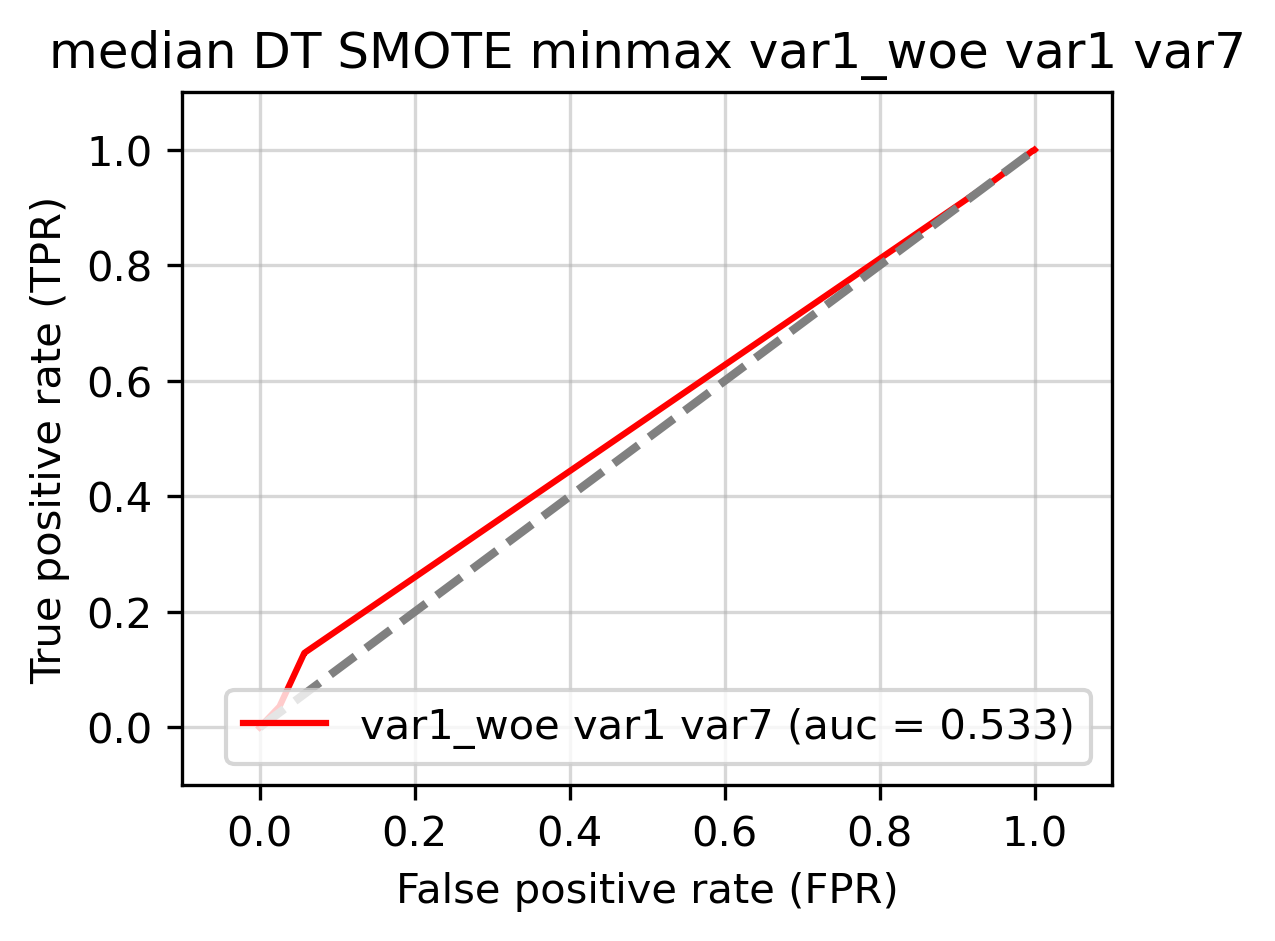 median DT SMOTE minmax var1_woe var1 var7
True positive rate (TPR)
1.0
0.8
0.6
0.4
0.2
0.0
var1_woe var1 var7 (auc = 0.533)
0.0 0.2 0.4 0.6 0.8 1.0
False positive rate (FPR)